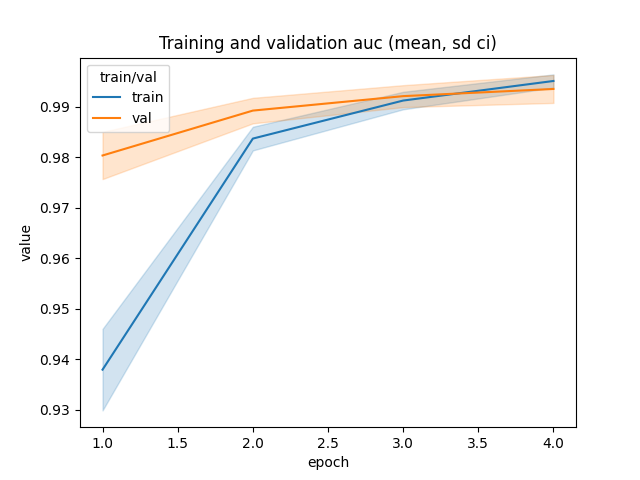 Training and validation auc (mean, sd ci)
train/val
train
val
0.99
0.98
0.97
0.96
0.95
0.94
0.93
value
1.0 1.5 2.0 2.5 3.0 3.5 4.0
epoch